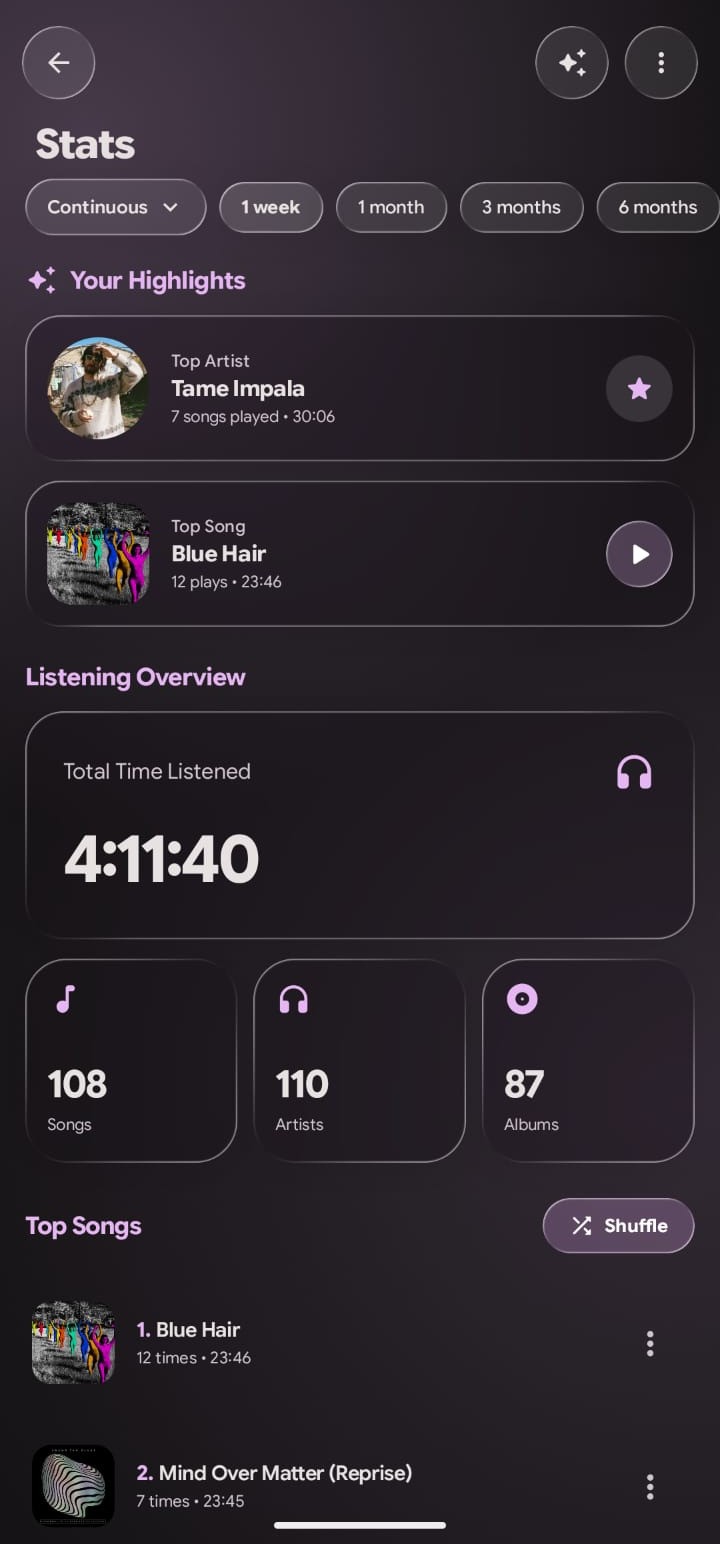 Stats
Continuous
1 week
1 month
3 months
6 months
Your Highlights
Top Artist
Tame Impala
7 songs played • 30:06
Top Song
Blue Hair
12 plays • 23:46
Listening Overview
Total Time Listened
4:11:40
108
Songs
110
Artists
87
Albums
Top Songs
Shuffle
1. Blue Hair
12 times • 23:46
2. Mind Over Matter (Reprise)
7 times • 23:45